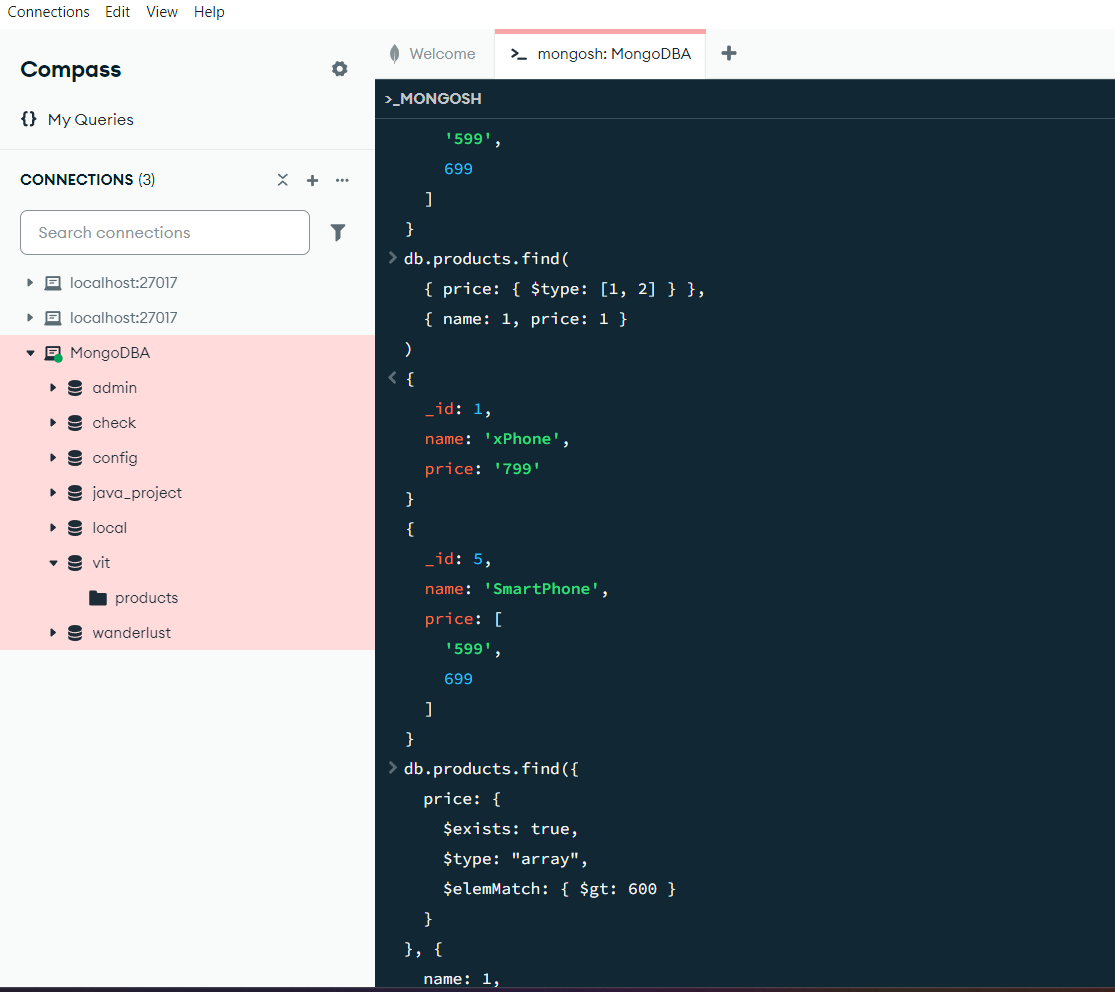 Connections Edit View Help
Compass
{} My Queries
CONNECTIONS (3)
Search connections
localhost:27017
localhost:27017
MongoDBA
admin
check
config
java_project
local
vit
products
wanderlust
Welcome
>_ mongosh: MongoDBA
>_MONGOSH
'599',
699
]
}
> db.products.find(
{ price: { $type: [1, 2] } },
{ name: 1, price: 1 }
)
< {
_id: 1,
name: 'xPhone',
price: '799'
}
{
_id: 5,
name: 'SmartPhone',
price: [
'599',
699
]
}
> db.products.find({
price: {
$exists: true,
$type: "array",
$elemMatch: { $gt: 600 }
}
}, {
name: 1,